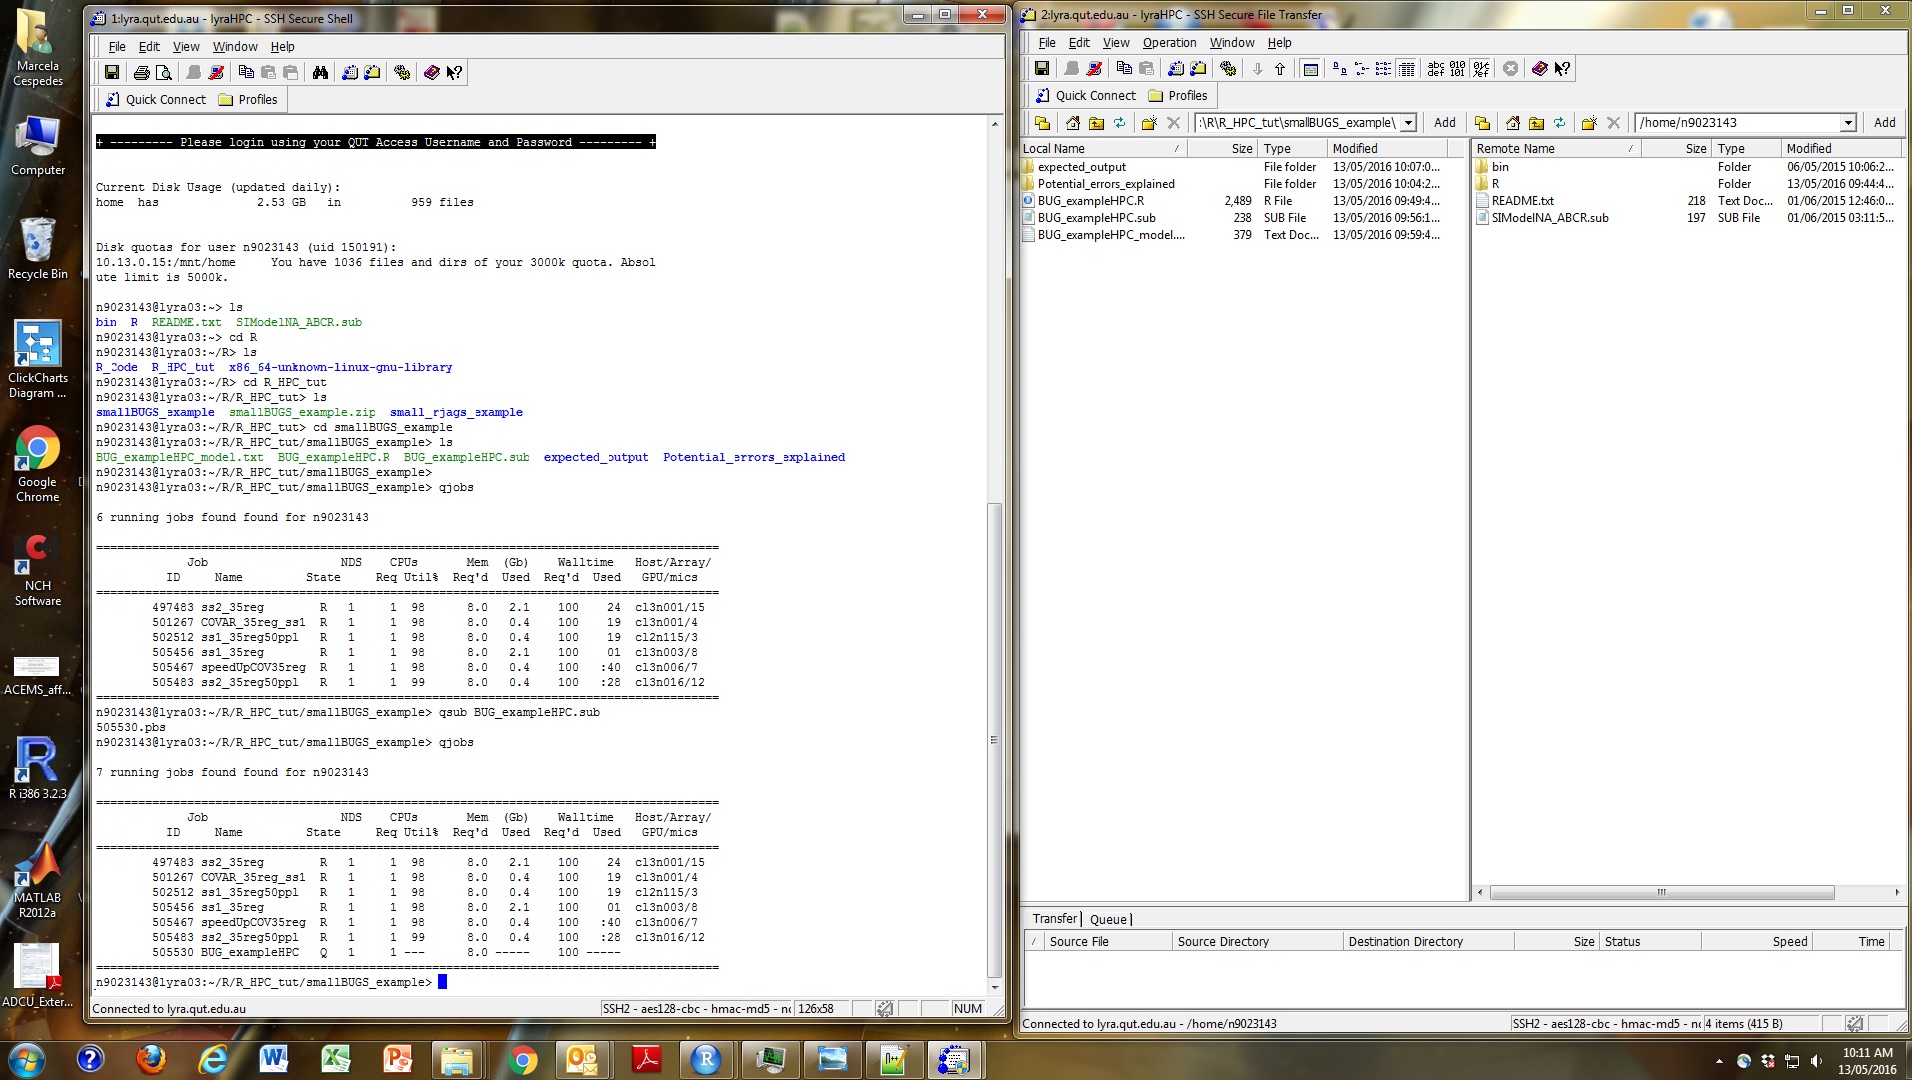 Marcela
Cespedes
Computer
Recycle Bin
ClickCharts
Diagram ...
Google
Chrome
NCH
Software
ACEMS_aff...
R i386 3.2.3
MATLAB
R2012a
ADCU_Exter...
1:lyra.qut.edu.au - lyraHPC - SSH Secure Shell
File Edit View Window Help
Quick Connect Profiles
+ --------- Please login using your QUT Access Username and Password --------- +
Current Disk Usage (updated daily):
home has 2.53 GB in 959 files
Disk quotas for user n9023143 (uid 150191):
10.13.0.15:/mnt/home You have 1036 files and dirs of your 3000k quota. Absol
ute limit is 5000k.
n9023143@lyra03:~> ls
bin R README.txt SIModelNA_ABCR.sub
n9023143@lyra03:~> cd R
n9023143@lyra03:~/R> ls
R_Code R_HPC_tut x86_64-unknown-linux-gnu-library
n9023143@lyra03:~/R> cd R_HPC_tut
n9023143@lyra03:~/R/R_HPC_tut> ls
smallBUGS_example smallBUGS_example.zip small_rjags_example
n9023143@lyra03:~/R/R_HPC_tut> cd smallBUGS_example
n9023143@lyra03:~/R/R_HPC_tut/smallBUGS_example> ls
BUG_exampleHPC_model.txt BUG_exampleHPC.R BUG_exampleHPC.sub expected_output Potential_errors_explained
n9023143@lyra03:~/R/R_HPC_tut/smallBUGS_example>
n9023143@lyra03:~/R/R_HPC_tut/smallBUGS_example> qjobs
6 running jobs found found for n9023143
Job NDS CPUs Mem (Gb) Walltime Host/Array/
ID Name State Req Util% Req'd Used Req'd Used GPU/mics
497483 ss2_35reg R 1 1 98 8.0 2.1 100 24 cl3n001/15
501267 COVAR_35reg_ss1 R 1 1 98 8.0 0.4 100 19 cl3n001/4
502512 ss1_35reg50ppl R 1 1 98 8.0 0.4 100 19 cl2n115/3
505456 ss1_35reg R 1 1 98 8.0 2.1 100 01 cl3n003/8
505467 speedUpCOV35reg R 1 1 98 8.0 0.4 100 :40 cl3n006/7
505483 ss2_35reg50ppl R 1 1 99 8.0 0.4 100 :28 cl3n016/12
n9023143@lyra03:~/R/R_HPC_tut/smallBUGS_example> qsub BUG_exampleHPC.sub
505530.pbs
n9023143@lyra03:~/R/R_HPC_tut/smallBUGS_example> qjobs
7 running jobs found found for n9023143
Job NDS CPUs Mem (Gb) Walltime Host/Array/
ID Name State Req Util% Req'd Used Req'd Used GPU/mics
497483 ss2_35reg R 1 1 98 8.0 2.1 100 24 cl3n001/15
501267 COVAR_35reg_ss1 R 1 1 98 8.0 0.4 100 19 cl3n001/4
502512 ss1_35reg50ppl R 1 1 98 8.0 0.4 100 19 cl2n115/3
505456 ss1_35reg R 1 1 98 8.0 2.1 100 01 cl3n003/8
505467 speedUpCOV35reg R 1 1 98 8.0 0.4 100 :40 cl3n006/7
505483 ss2_35reg50ppl R 1 1 99 8.0 0.4 100 :28 cl3n016/12
505530 BUG_exampleHPC Q 1 1 --- 8.0 ----- 100 -----
n9023143@lyra03:~/R/R_HPC_tut/smallBUGS_example>
Connected to lyra.qut.edu.au SSH2 - aes128-cbc - hmac-md5 - nc 126x58 NUM
2:lyra.qut.edu.au - lyraHPC - SSH Secure File Transfer
File Edit View Operation Window Help
Quick Connect Profiles
:\R\R_HPC_tut\smallBUGS_example\ Add /home/n9023143 Add
Local Name Size Type Modified
expected_output File folder 13/05/2016 10:07:0...
Potential_errors_explained File folder 13/05/2016 10:04:2...
BUG_exampleHPC.R 2,489 R File 13/05/2016 09:49:4...
BUG_exampleHPC.sub 238 SUB File 13/05/2016 09:56:1...
BUG_exampleHPC_model.... 379 Text Doc... 13/05/2016 09:59:4...
Remote Name Size Type Modified
bin Folder 06/05/2015 10:06:2...
R Folder 13/05/2016 09:44:4...
README.txt 218 Text Doc... 01/06/2015 12:46:0...
SIModelNA_ABCR.sub 197 SUB File 01/06/2015 03:11:5...
Transfer Queue
Source File Source Directory Destination Directory Size Status Speed Time
Connected to lyra.qut.edu.au - /home/n9023143 SSH2 - aes128-cbc - hmac-md5 - nc 4 items (415 B)
10:11 AM
13/05/2016